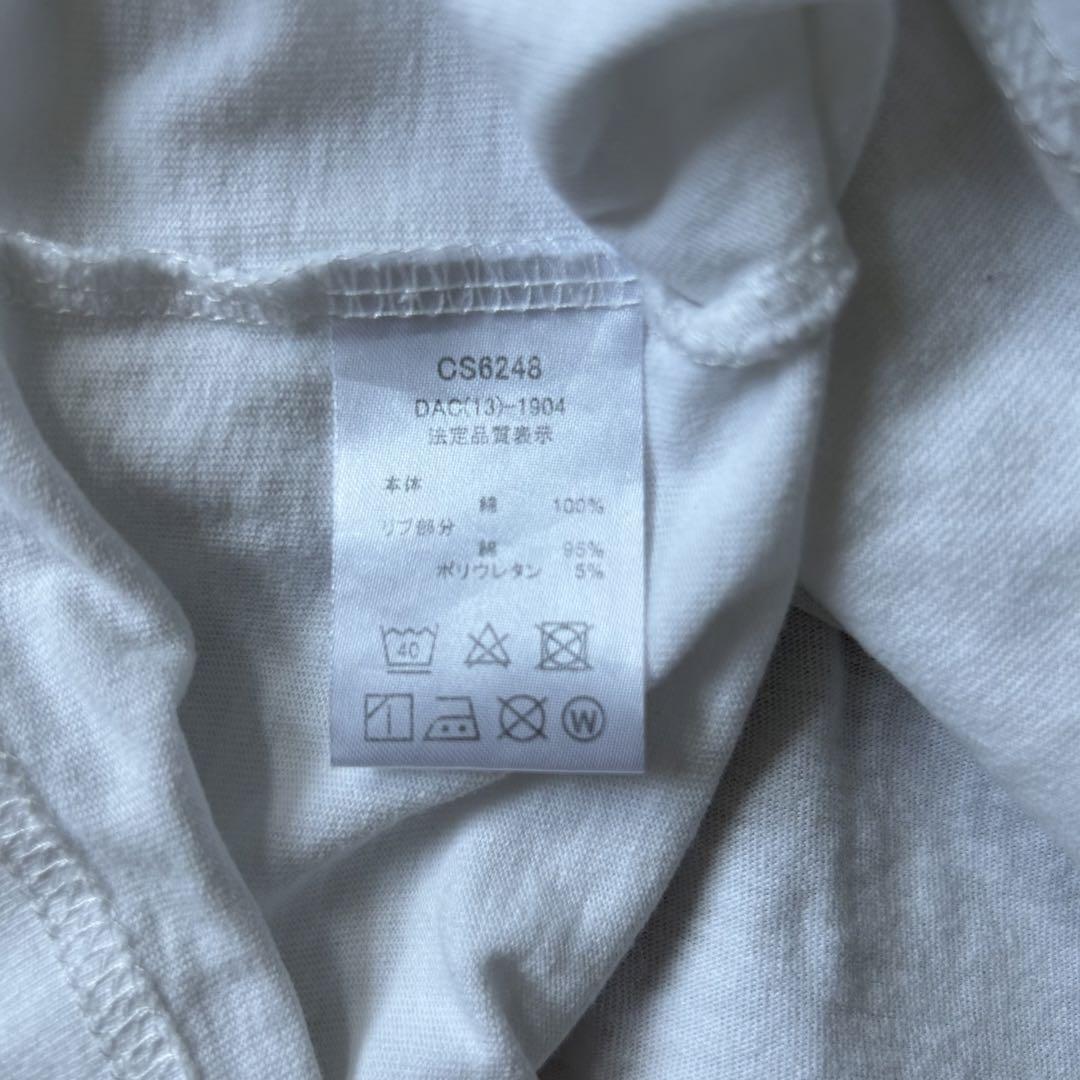 CS6248
DAC(13)-1904
法定品質表示
本体
綿 100%
リブ部分
綿 95%
ポリウレタン 5%
40
W